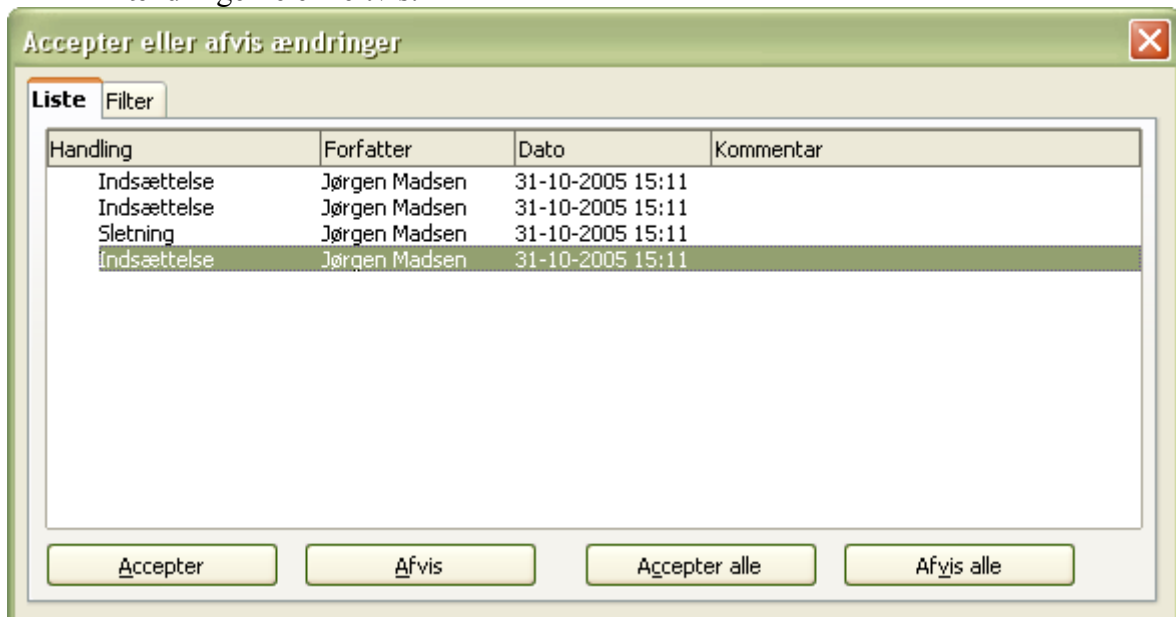 Accepter eller afvis ændringer
Liste Filter
Handling Forfatter Dato Kommentar
Indsættelse Jørgen Madsen 31-10-2005 15:11
Indsættelse Jørgen Madsen 31-10-2005 15:11
Sletning Jørgen Madsen 31-10-2005 15:11
Indsættelse Jørgen Madsen 31-10-2005 15:11
Accepter Afvis Accepter alle Afvis alle